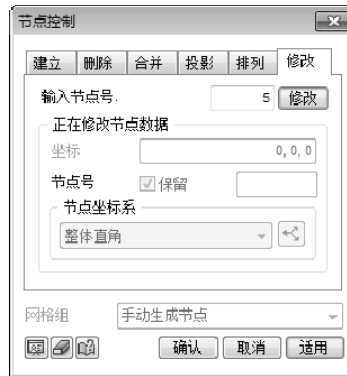 节点控制
建立 删除 合并 投影 排列 修改
输入节点号. 5 修改
正在修改节点数据
坐标 0, 0, 0
节点号 保留
节点坐标系
整体直角
网格组 手动生成节点
确认 取消 适用